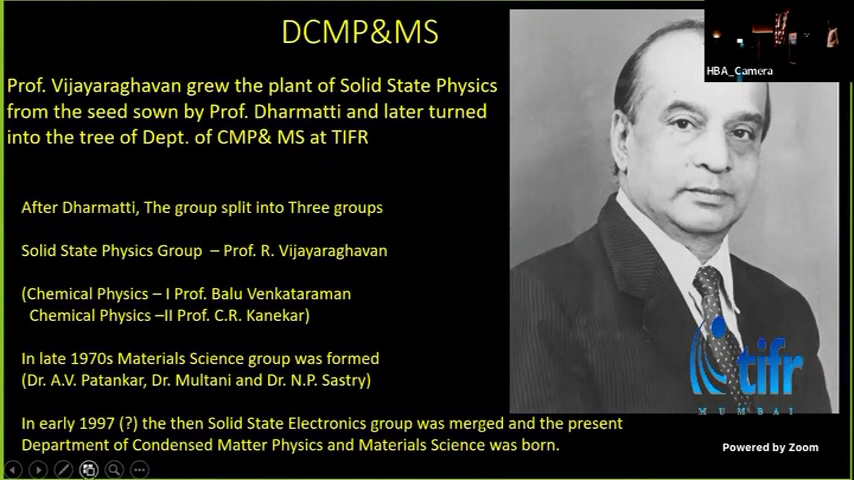 DCMP&MS
Prof. Vijayaraghavan grew the plant of Solid State Physics
from the seed sown by Prof. Dharmatti and later turned
into the tree of Dept. of CMP& MS at TIFR
After Dharmatti, The group split into Three groups
Solid State Physics Group – Prof. R. Vijayaraghavan
(Chemical Physics – I Prof. Balu Venkataraman
Chemical Physics –II Prof. C.R. Kanekar)
In late 1970s Materials Science group was formed
(Dr. A.V. Patankar, Dr. Multani and Dr. N.P. Sastry)
In early 1997 (?) the then Solid State Electronics group was merged and the present
Department of Condensed Matter Physics and Materials Science was born.
HBA_Camera
tifr
MUMBAI
Powered by Zoom